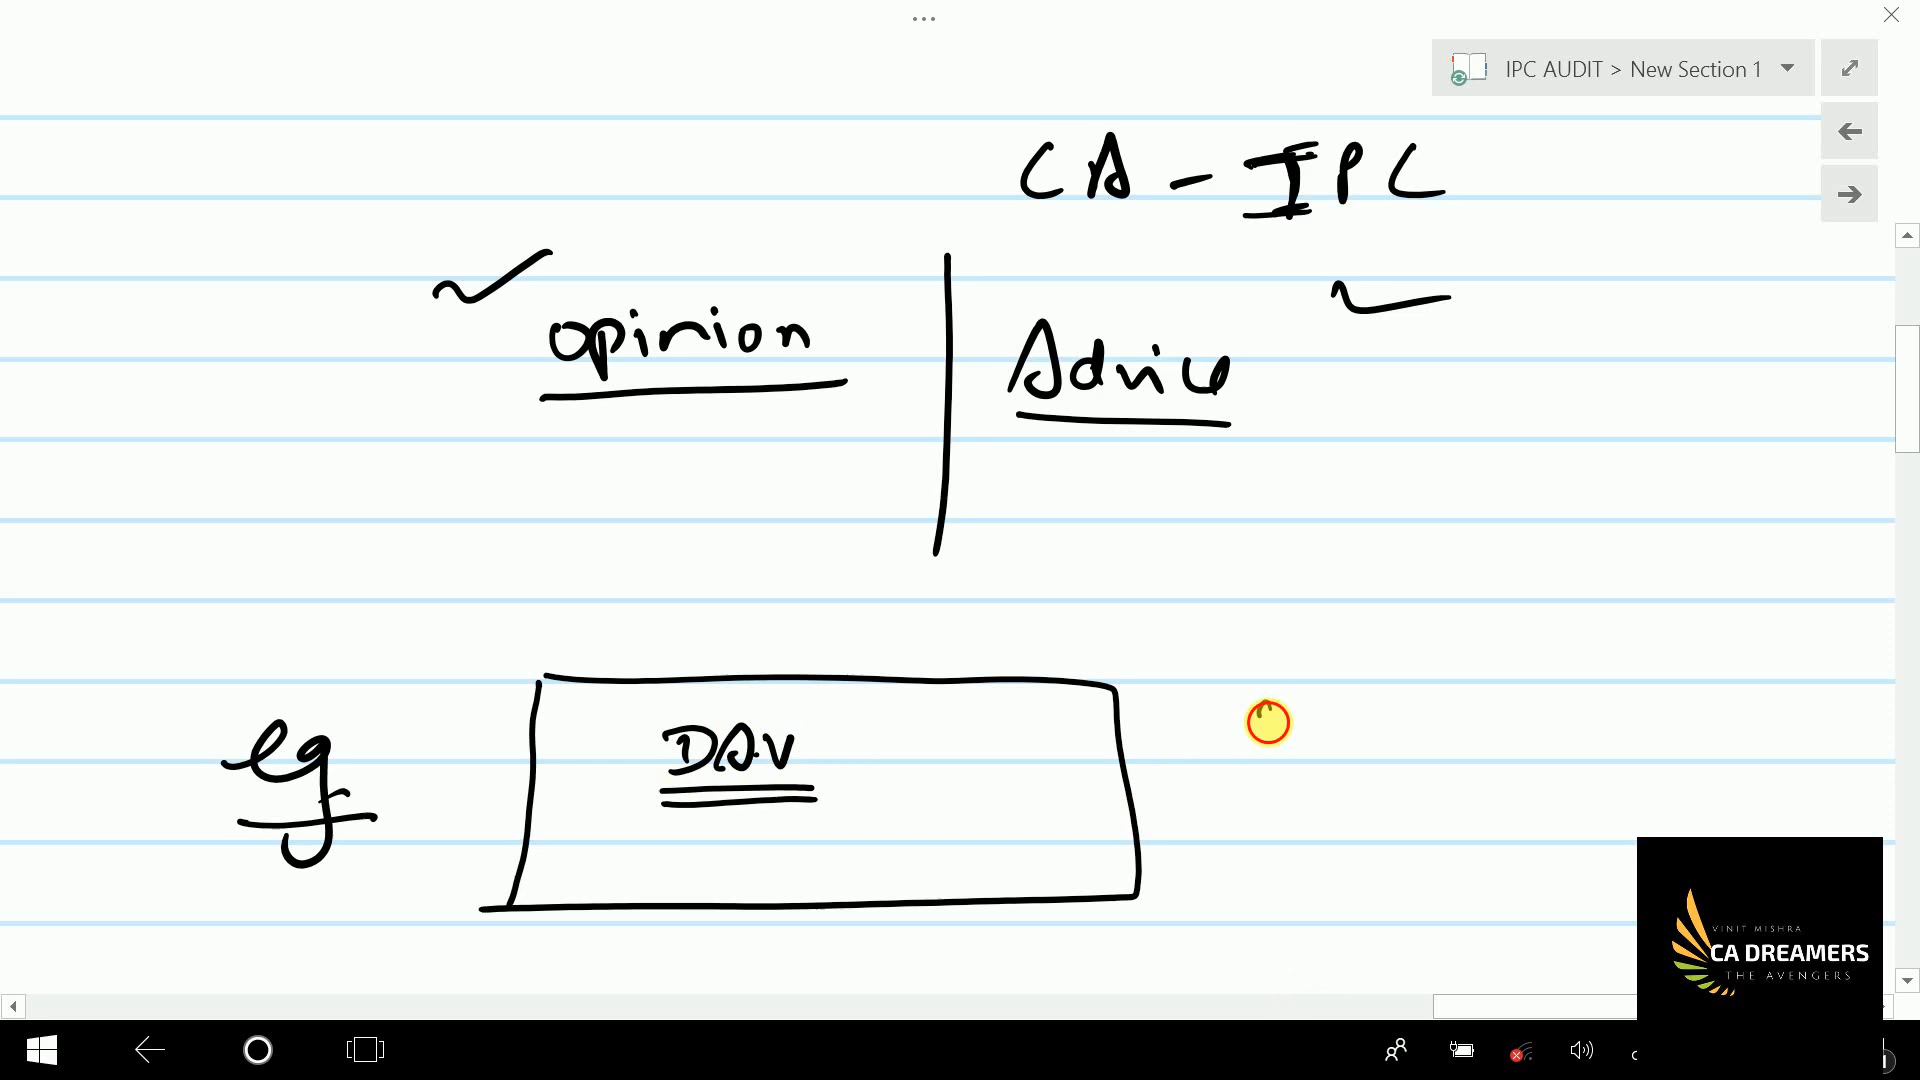 IPC AUDIT > New Section 1
CA - IPC
opinion
Advice
eg
DAV
VINIT MISHRA
CA DREAMERS
THE AVENGERS